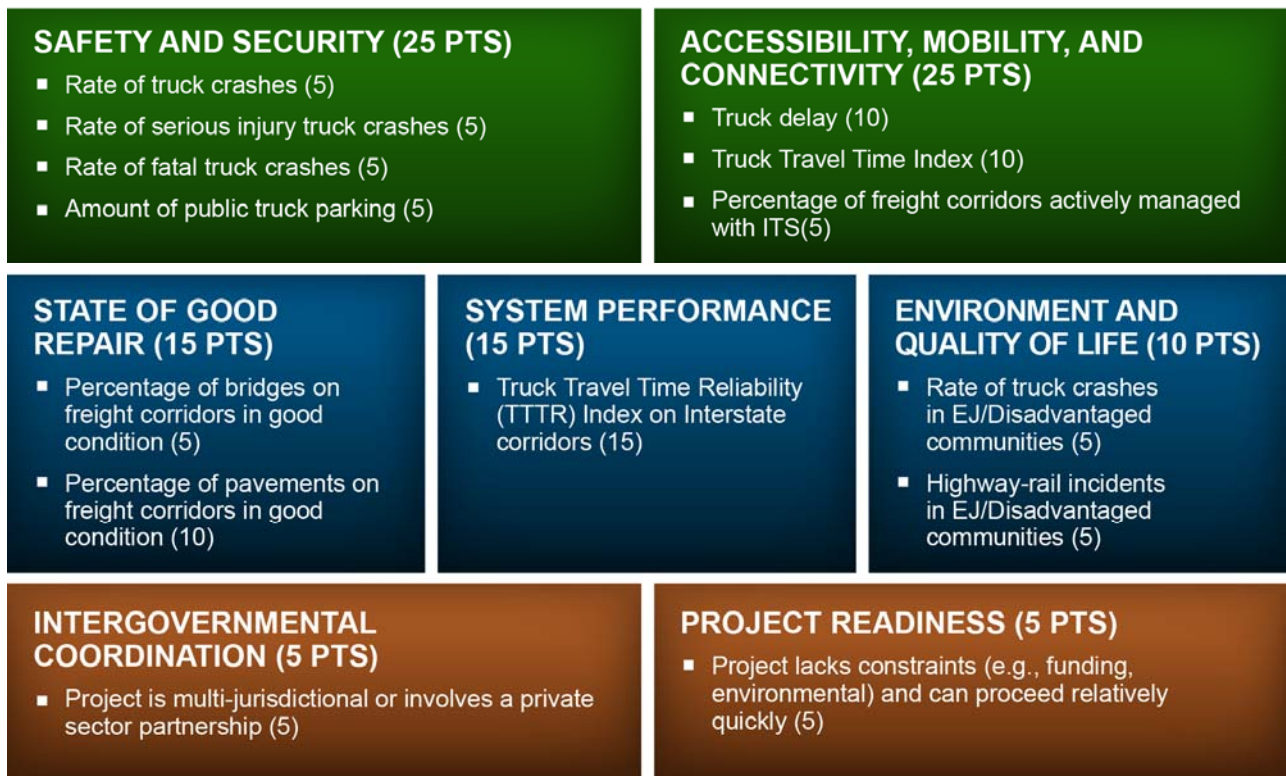 SAFETY AND SECURITY (25 PTS)
▪ Rate of truck crashes (5)
▪ Rate of serious injury truck crashes (5)
▪ Rate of fatal truck crashes (5)
▪ Amount of public truck parking (5)
ACCESSIBILITY, MOBILITY, AND
CONNECTIVITY (25 PTS)
▪ Truck delay (10)
▪ Truck Travel Time Index (10)
▪ Percentage of freight corridors actively managed
with ITS(5)
STATE OF GOOD
REPAIR (15 PTS)
▪ Percentage of bridges on
freight corridors in good
condition (5)
▪ Percentage of pavements on
freight corridors in good
condition (10)
SYSTEM PERFORMANCE
(15 PTS)
▪ Truck Travel Time Reliability
(TTTR) Index on Interstate
corridors (15)
ENVIRONMENT AND
QUALITY OF LIFE (10 PTS)
▪ Rate of truck crashes
in EJ/Disadvantaged
communities (5)
▪ Highway-rail incidents
in EJ/Disadvantaged
communities (5)
INTERGOVERNMENTAL
COORDINATION (5 PTS)
▪ Project is multi-jurisdictional or involves a private
sector partnership (5)
PROJECT READINESS (5 PTS)
▪ Project lacks constraints (e.g., funding,
environmental) and can proceed relatively
quickly (5)